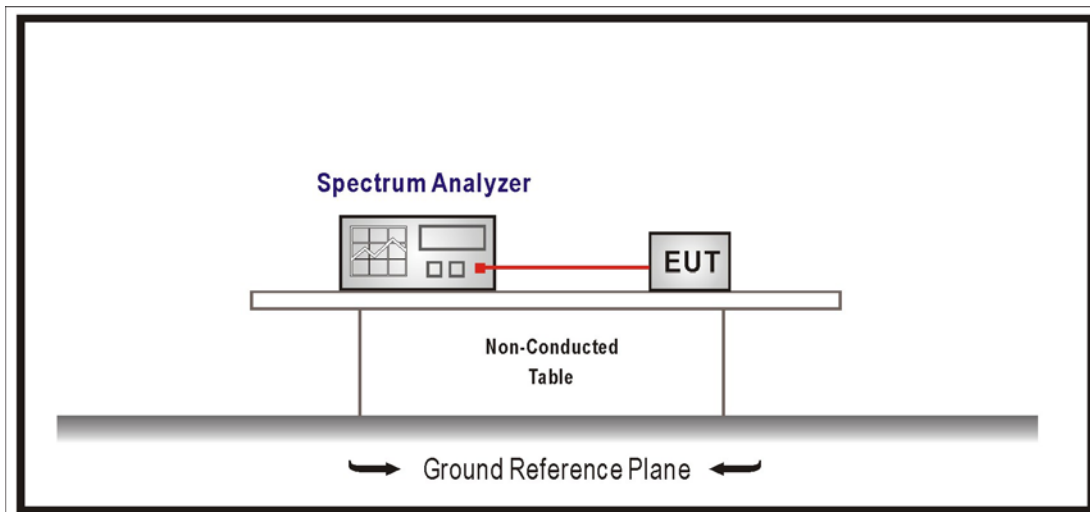 Spectrum Analyzer
EUT
Non-Conducted
Table
Ground Reference Plane